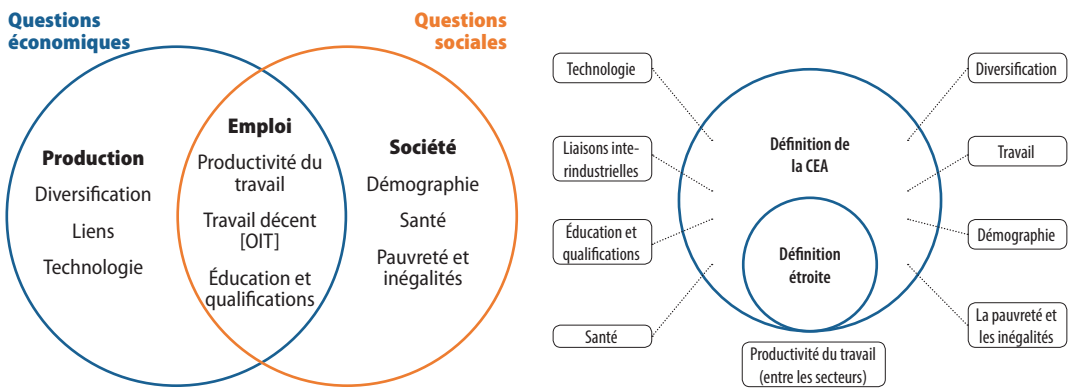 Questions
économiques
Questions
sociales
Production
Diversification
Liens
Technologie
Emploi
Productivité du
travail
Travail décent
[OIT]
Éducation et
qualifications
Société
Démographie
Santé
Pauvreté et
inégalités
Technologie
Liaisons inte-
rindustrielles
Éducation et
qualifications
Santé
Définition de
la CEA
Définition
étroite
Productivité du travail
(entre les secteurs)
Diversification
Travail
Démographie
La pauvreté et
les inégalités